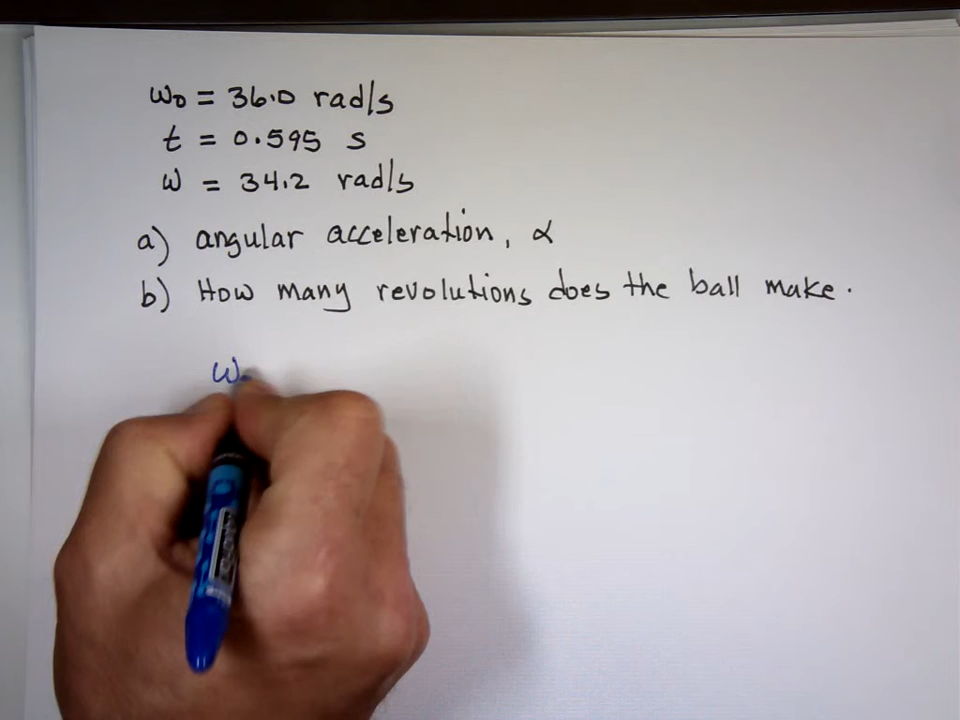 ω₀ = 36.0 rad/s
t = 0.595 s
ω = 34.2 rad/s
a) angular acceleration, α
b) How many revolutions does the ball make.
ω